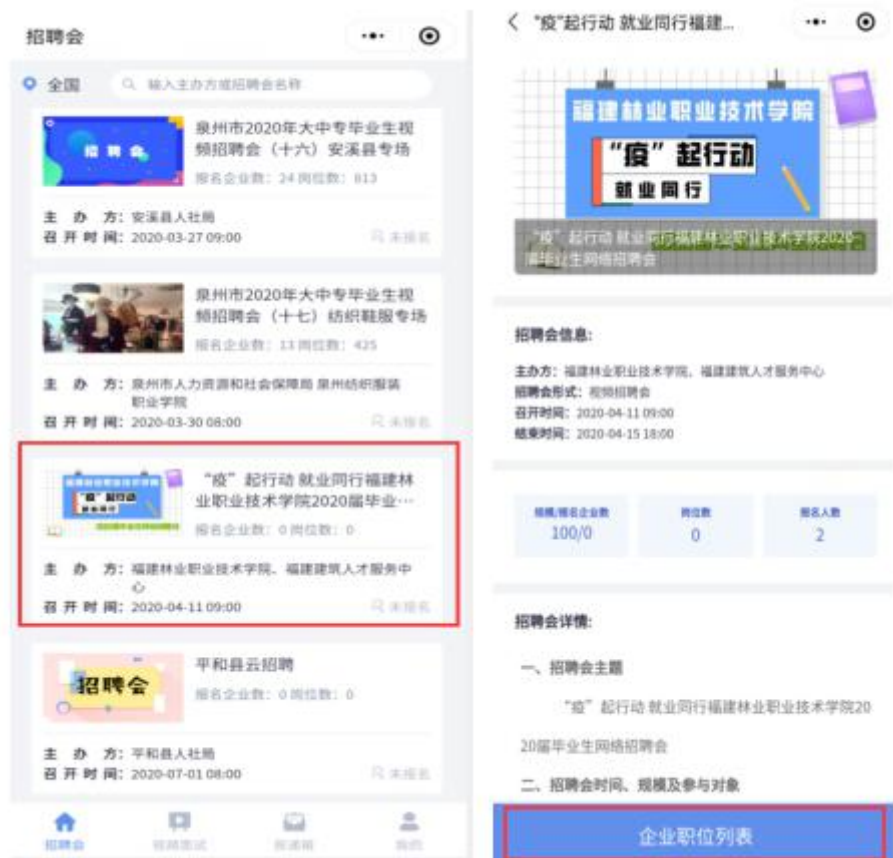 招聘会
全国
输入主办方或招聘会名称
招聘会
泉州市2020年大中专毕业生视
频招聘会（十六）安溪县专场
报名企业数：24 岗位数：813
主办方：安溪县人社局
召开时间：2020-03-27 09:00
未报名
泉州市2020年大中专毕业生视
频招聘会（十七）纺织鞋服专场
报名企业数：13 岗位数：425
主办方：泉州市人力资源和社会保障局 泉州纺织服装
职业学院
召开时间：2020-03-30 08:00
未报名
“疫”起行动
就业同行
“疫”起行动 就业同行福建林
业职业技术学院2020届毕业…
报名企业数：0 岗位数：0
主办方：福建林业职业技术学院、福建建筑人才服务中
心
召开时间：2020-04-11 09:00
未报名
招聘会
平和县云招聘
报名企业数：0 岗位数：0
主办方：平和县人社局
召开时间：2020-07-01 08:00
未报名
招聘会
视频面试
我的
“疫”起行动 就业同行福建...
福建林业职业技术学院
“疫”起行动
就业同行
“疫”起行动 就业同行福建林业职业技术学院2020
届毕业生网络招聘会
招聘会信息:
主办方：福建林业职业技术学院、福建建筑人才服务中心
招聘会形式：视频招聘会
召开时间：2020-04-11 09:00
结束时间：2020-04-15 18:00
规模/报名企业数
100/0
岗位数
0
报名人数
2
招聘会详情:
一、招聘会主题
“疫”起行动 就业同行福建林业职业技术学院20
20届毕业生网络招聘会
二、招聘会时间、规模及参与对象
企业职位列表